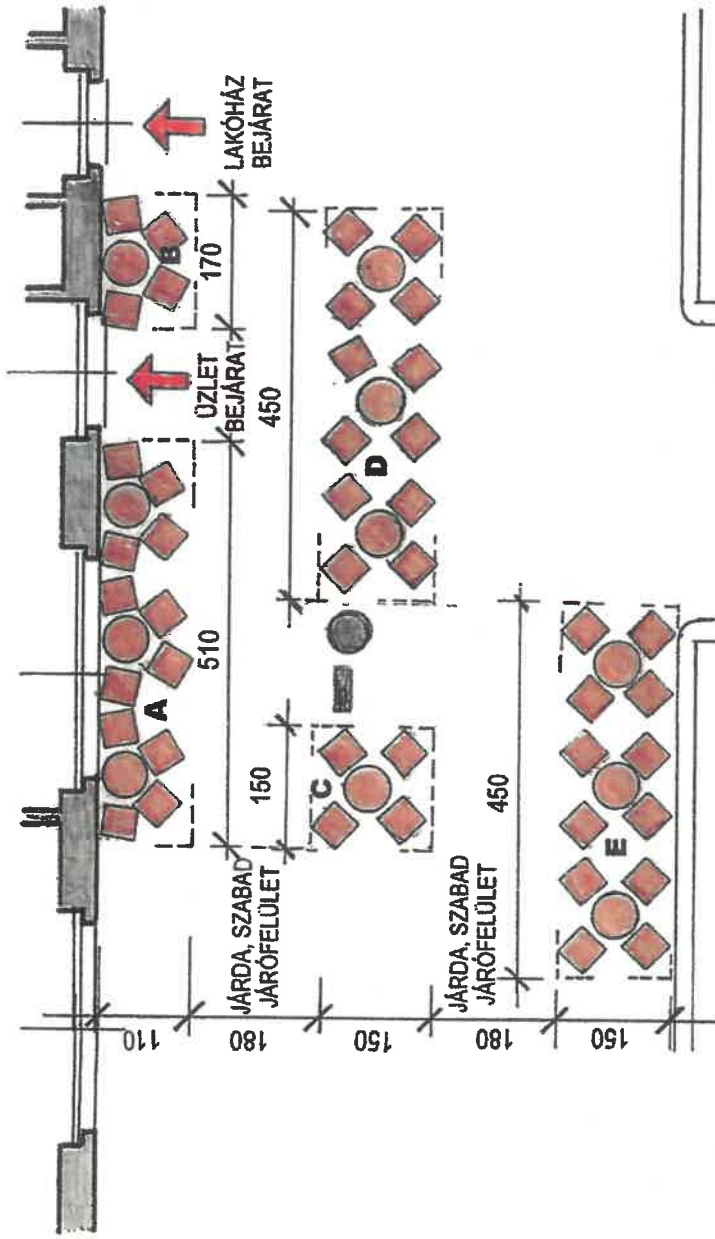 LAKÓHÁZ
BEJÁRAT
B
170
ÜZLET
BEJÁRAT
450
D
A
510
150
C
JÁRDA, SZABAD
JÁRÓFELÜLET
110
180
150
180
150
JÁRDA, SZABAD
JÁRÓFELÜLET
450
E